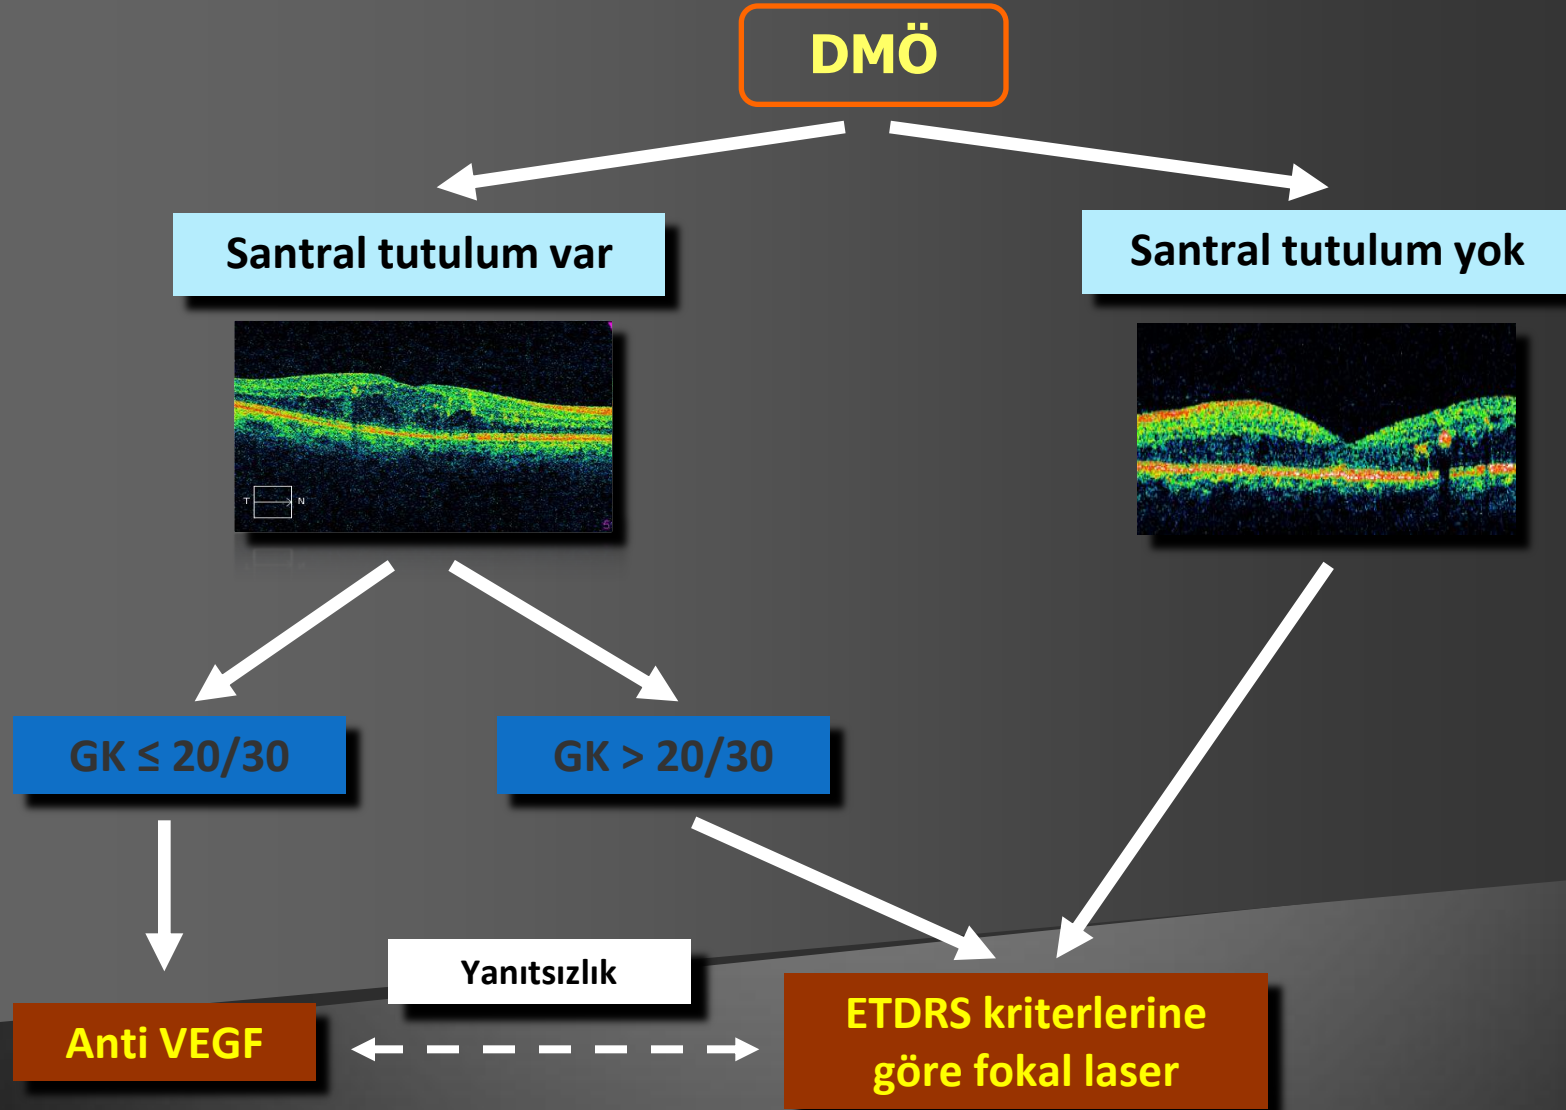 DMÖ
Santral tutulum var
Santral tutulum yok
T N
5
GK ≤ 20/30
GK > 20/30
Yanıtsızlık
Anti VEGF
ETDRS kriterlerine
göre fokal laser